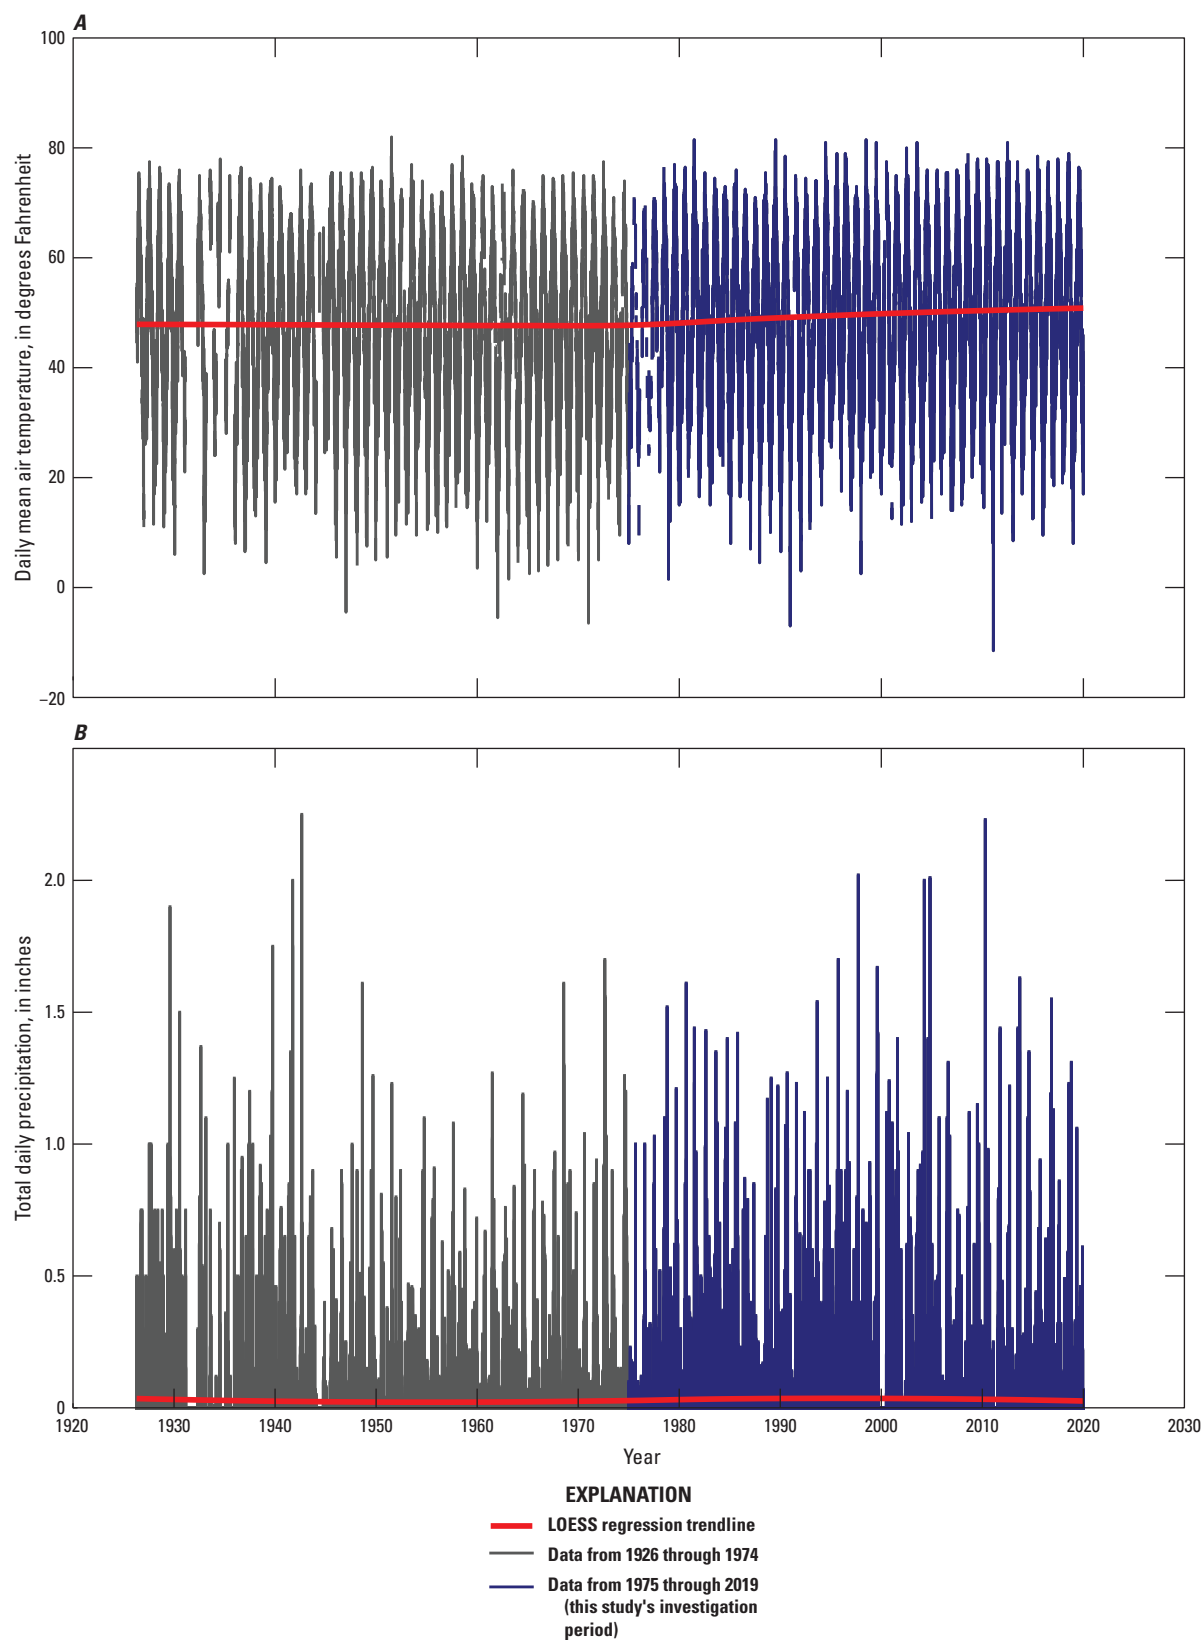 A
100
80
60
40
20
0
–20
Daily mean air temperature, in degrees Fahrenheit
B
2.0
1.5
1.0
0.5
0
Total daily precipitation, in inches
1920 1930 1940 1950 1960 1970 1980 1990 2000 2010 2020 2030
Year
EXPLANATION
LOESS regression trendline
Data from 1926 through 1974
Data from 1975 through 2019
(this study's investigation
period)